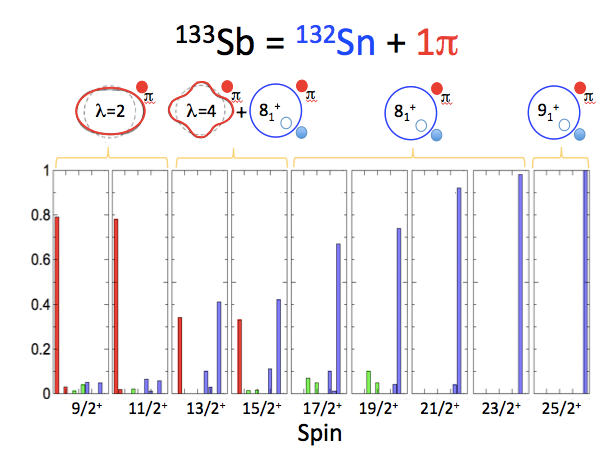 ¹³³Sb = ¹³²Sn + 1π
λ=2 π λ=4 π + 8₁⁺ π 8₁⁺ π 9₁⁺ π
1
0.8
0.6
0.4
0.2
0
9/2⁺ 11/2⁺ 13/2⁺ 15/2⁺ 17/2⁺ 19/2⁺ 21/2⁺ 23/2⁺ 25/2⁺
Spin